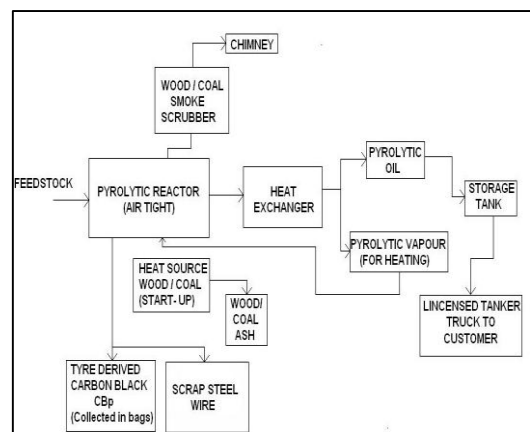 CHIMNEY
WOOD / COAL
SMOKE
SCRUBBER
FEEDSTOCK
PYROLYTIC REACTOR
(AIR TIGHT)
HEAT
EXCHANGER
PYROLYTIC
OIL
STORAGE
TANK
PYROLYTIC VAPOUR
(FOR HEATING)
HEAT SOURCE
WOOD / COAL
(START- UP)
WOOD/
COAL
ASH
LINCENSED TANKER
TRUCK TO
CUSTOMER
TYRE DERIVED
CARBON BLACK
CBp
(Collected in bags)
SCRAP STEEL
WIRE